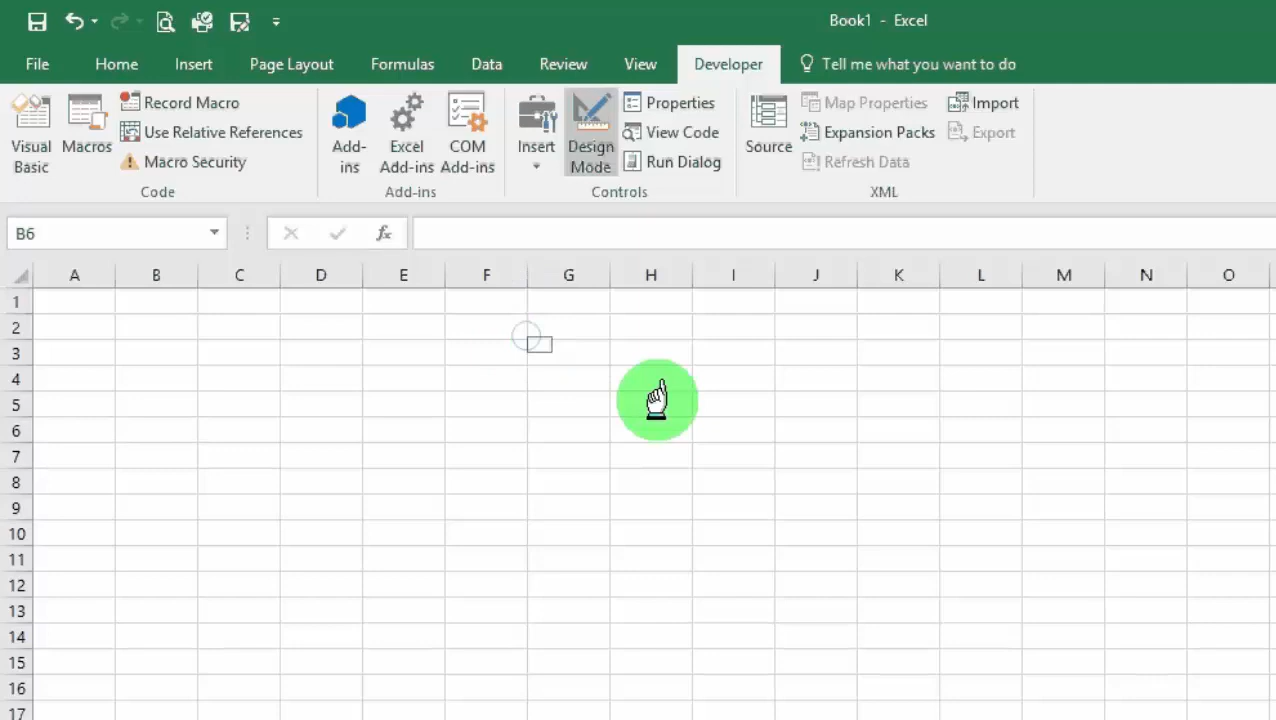 Book1 - Excel
File Home Insert Page Layout Formulas Data Review View Developer Tell me what you want to do
Visual Basic
Macros
Record Macro
Use Relative References
Macro Security
Code
Add-ins
Excel Add-ins
COM Add-ins
Add-ins
Insert
Design Mode
Properties
View Code
Run Dialog
Controls
Source
Map Properties
Expansion Packs
Refresh Data
Import
Export
XML
B6
fx
A B C D E F G H I J K L M N O
1
2
3
4
5
6
7
8
9
10
11
12
13
14
15
16
17